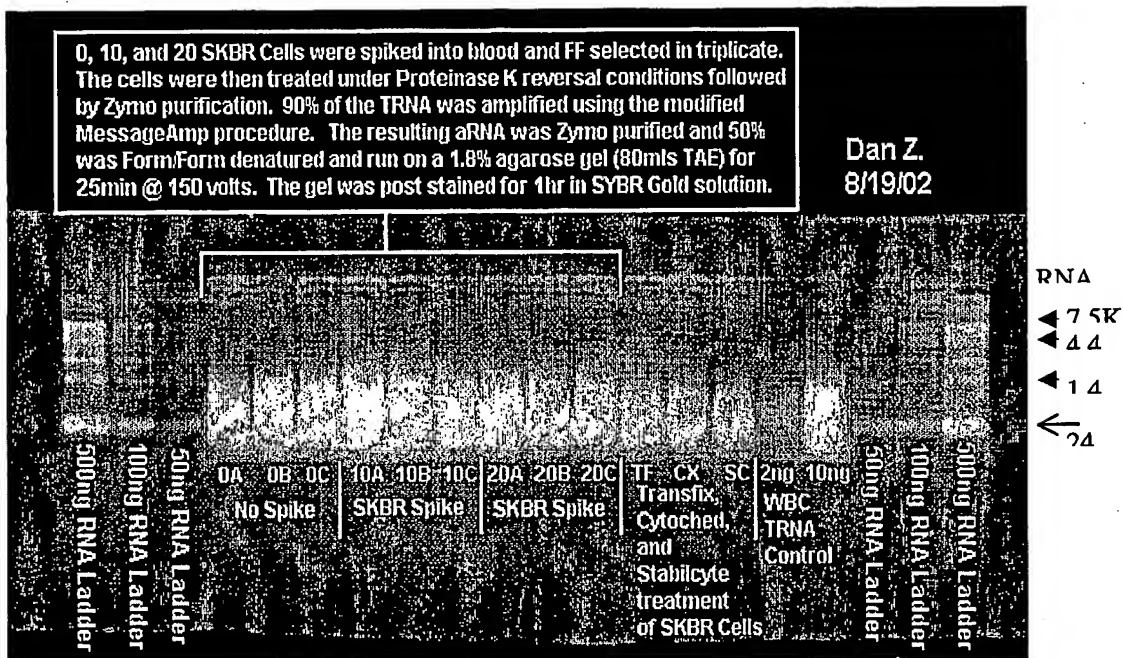 0, 10, and 20 SKBR Cells were spiked into blood and FF selected in triplicate.
The cells were then treated under Proteinase K reversal conditions followed
by Zymo purification. 90% of the TRNA was amplified using the modified
MessageAmp procedure. The resulting aRNA was Zymo purified and 50%
was Form/Form denatured and run on a 1.8% agarose gel (80mls TAE) for
25min @ 150 volts. The gel was post stained for 1hr in SYBR Gold solution.
Dan Z.
8/19/02
RNA
7.5K
4.4
1.4
.24
500ng RNA Ladder
100ng RNA Ladder
50ng RNA Ladder
0A 0B 0C
No Spike
10A 10B 10C
SKBR Spike
20A 20B 20C
SKBR Spike
TF CX SC
Transfix,
Cytoched,
and
Stabilcyte
treatment
of SKBR Cells
2ng 10ng
WBC
TRNA
Control
50ng RNA Ladder
100ng RNA Ladder
500ng RNA Ladder